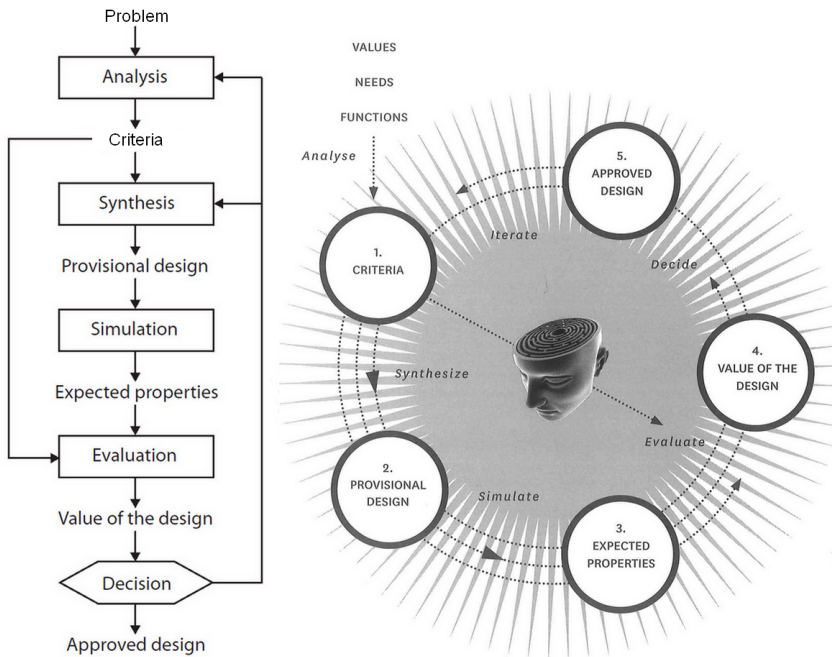 Problem
Analysis
Criteria
Synthesis
Provisional design
Simulation
Expected properties
Evaluation
Value of the design
Decision
Approved design
VALUES
NEEDS
FUNCTIONS
Analyse
1.
CRITERIA
Synthesize
2.
PROVISIONAL
DESIGN
Simulate
3.
EXPECTED
PROPERTIES
Evaluate
4.
VALUE OF THE
DESIGN
Decide
5.
APPROVED
DESIGN
Iterate